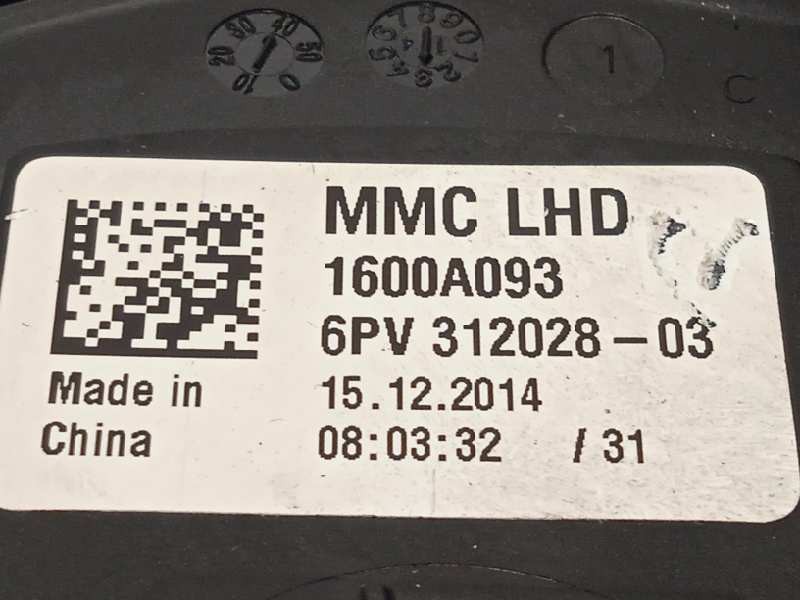 1
C
MMC LHD
1600A093
6PV 312028-03
Made in
China
15.12.2014
08:03:32 / 31